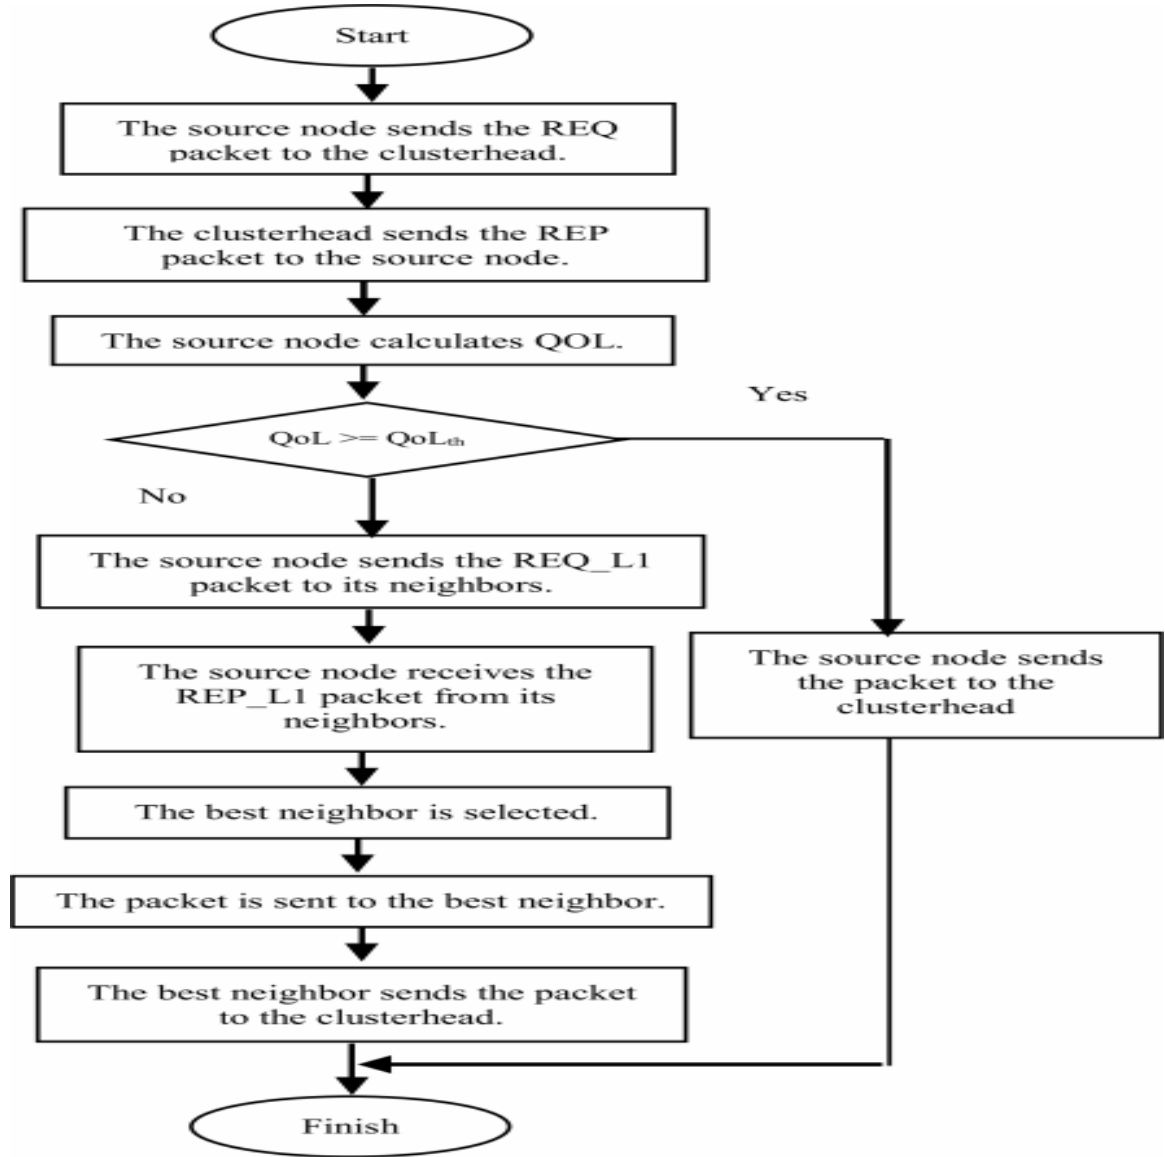 Start
The source node sends the REQ
packet to the clusterhead.
The clusterhead sends the REP
packet to the source node.
The source node calculates QOL.
Yes
QoL >= QoLth
No
The source node sends the REQ_L1
packet to its neighbors.
The source node receives the
REP_L1 packet from its
neighbors.
The source node sends
the packet to the
clusterhead
The best neighbor is selected.
The packet is sent to the best neighbor.
The best neighbor sends the packet
to the clusterhead.
Finish